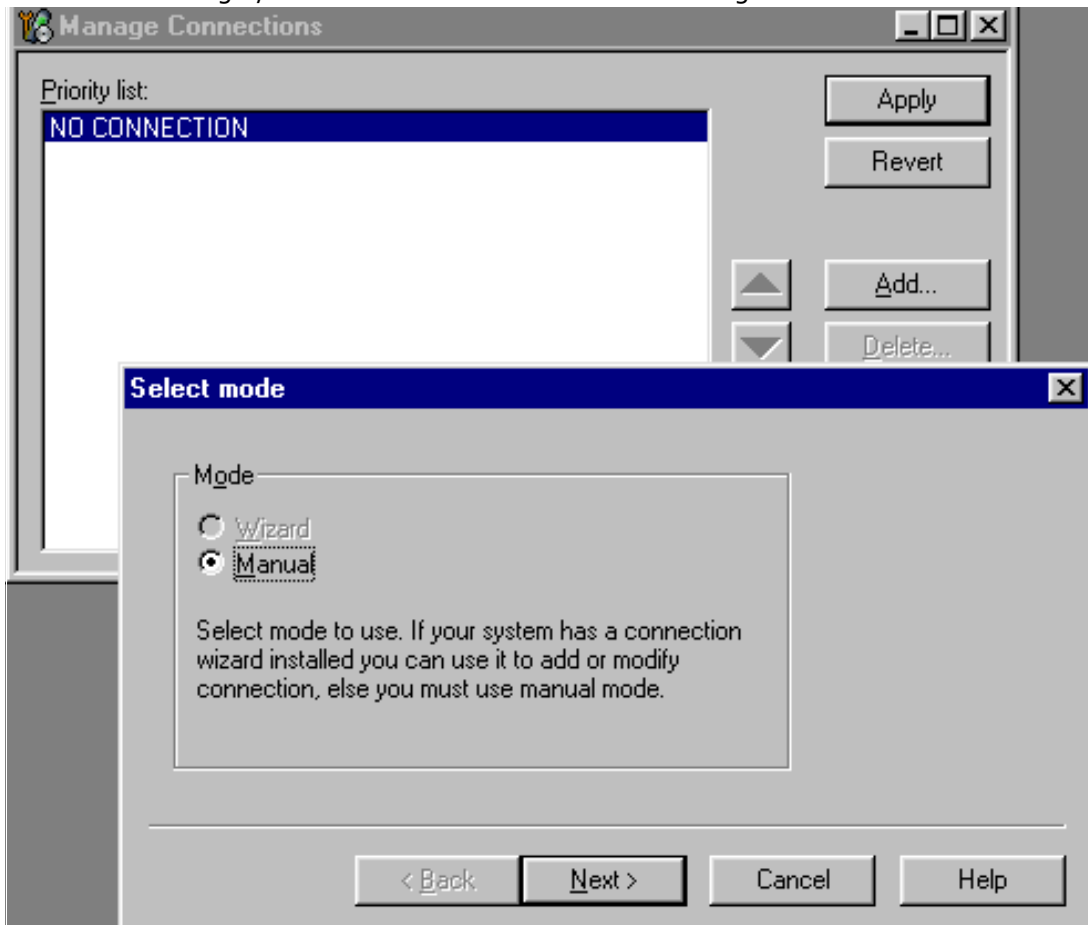 Manage Connections
Priority list:
NO CONNECTION
Apply
Revert
Add...
Delete...
Select mode
Mode
Wizard
Manual
Select mode to use. If your system has a connection
wizard installed you can use it to add or modify
connection, else you must use manual mode.
< Back
Next >
Cancel
Help